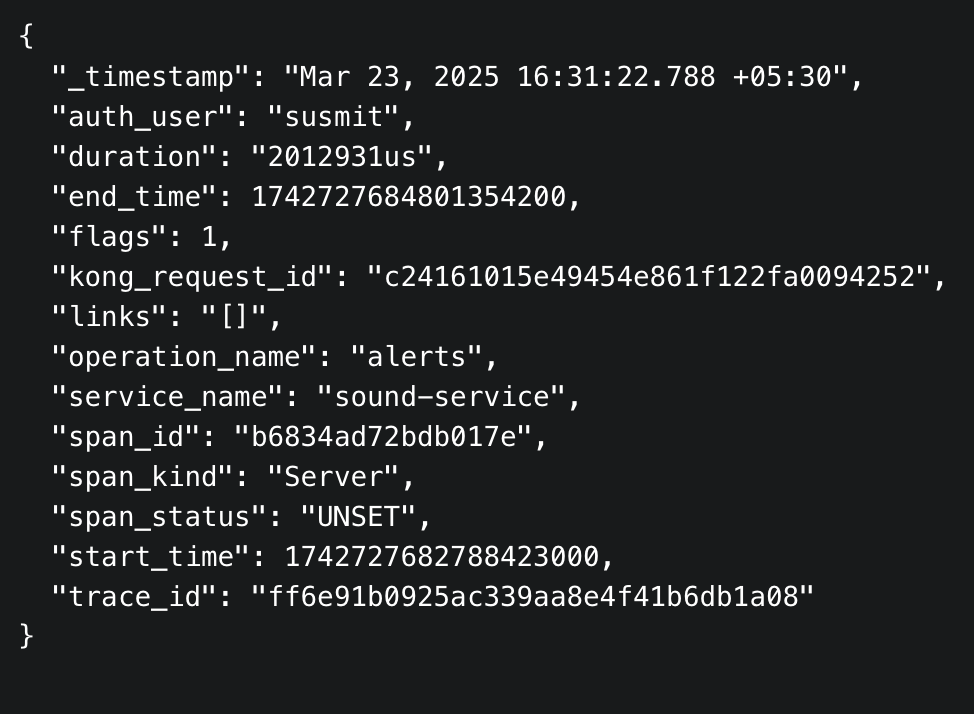 {
"_timestamp": "Mar 23, 2025 16:31:22.788 +05:30",
"auth_user": "susmit",
"duration": "2012931us",
"end_time": 1742727684801354200,
"flags": 1,
"kong_request_id": "c24161015e49454e861f122fa0094252",
"links": "[]",
"operation_name": "alerts",
"service_name": "sound-service",
"span_id": "b6834ad72bdb017e",
"span_kind": "Server",
"span_status": "UNSET",
"start_time": 1742727682788423000,
"trace_id": "ff6e91b0925ac339aa8e4f41b6db1a08"
}